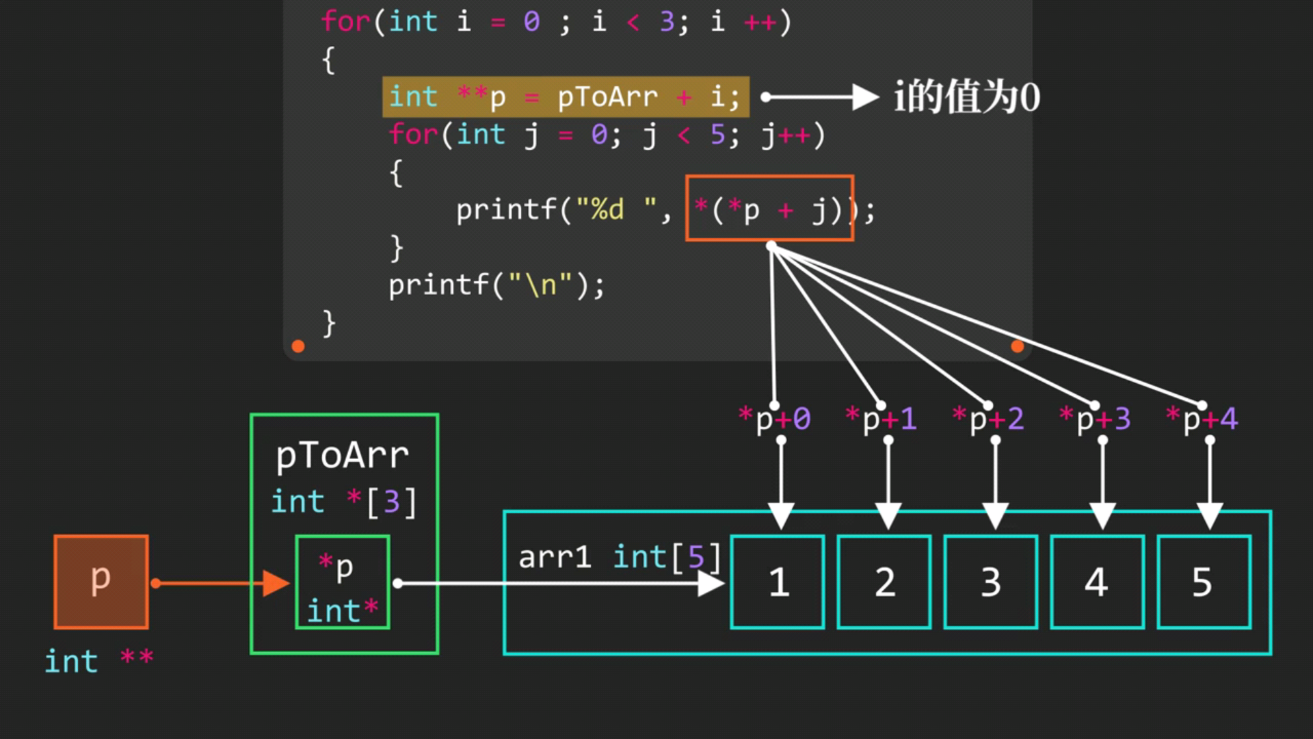 for(int i = 0 ; i < 3; i ++)
{
int **p = pToArr + i;
i的值为0
for(int j = 0; j < 5; j++)
{
printf("%d ", *(*p + j));
}
printf("\n");
}
*p+0 *p+1 *p+2 *p+3 *p+4
pToArr
int *[3]
arr1 int[5]
p
*p
int*
1 2 3 4 5
int **